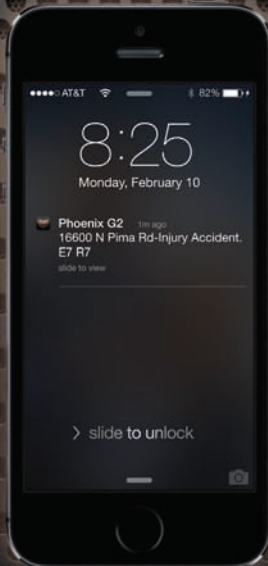 AT&T 82%
8:25
Monday, February 10
Phoenix G2 1m ago
16600 N Pima Rd-Injury Accident.
E7 R7
slide to view
> slide to unlock